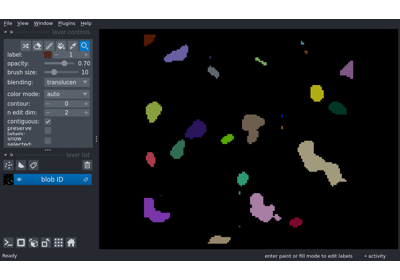 File View Window Plugins Help
layer controls
label: 1
opacity: 0.70
brush size: 10
blending: translucen
color mode: auto
contour: 0
n edit dim: 2
contiguous:
preserve labels:
show selected:
layer list
blob ID
Ready enter paint or fill mode to edit labels activity